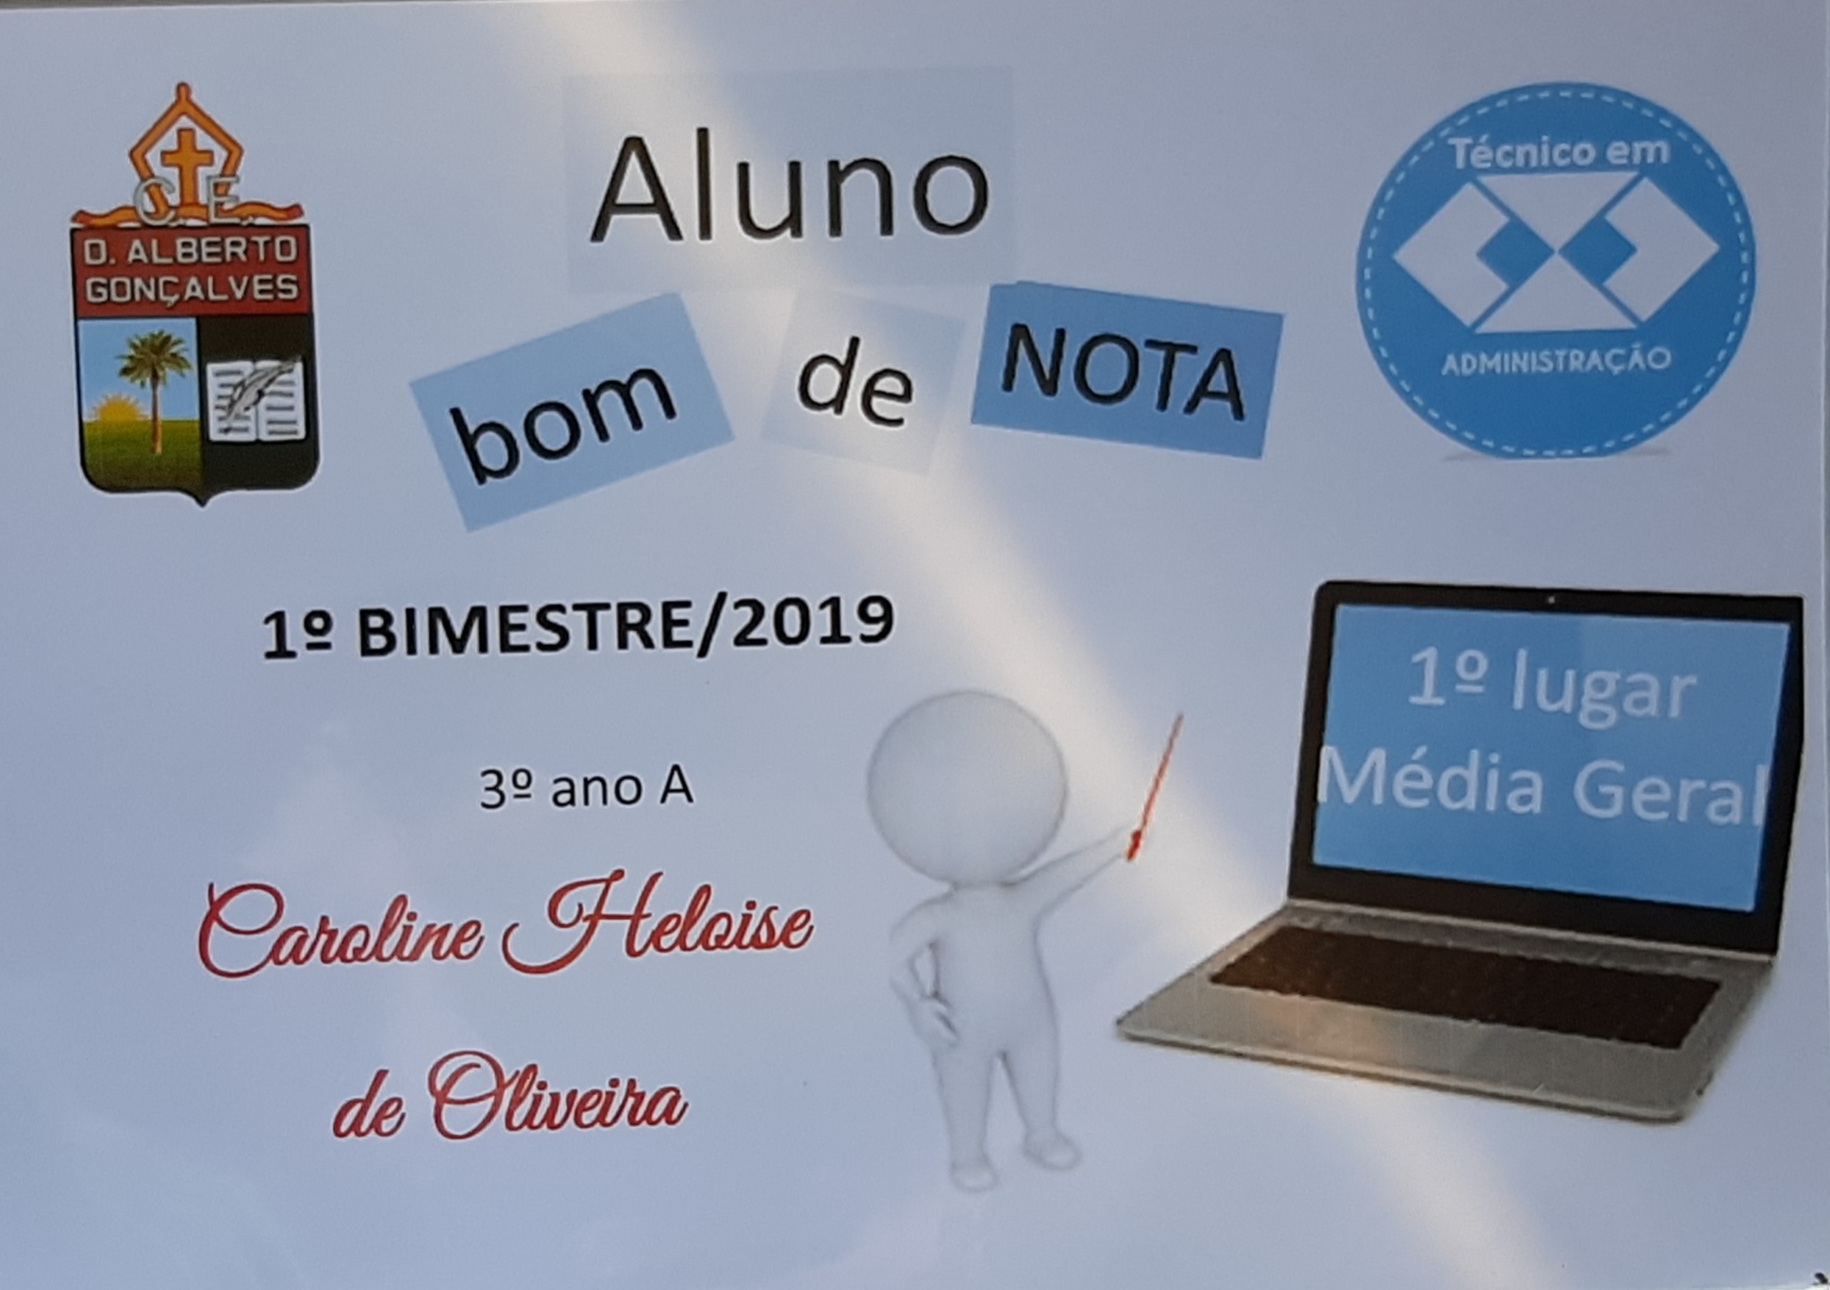 C. E.
D. ALBERTO
GONÇALVES
Aluno
bom de NOTA
Técnico em
ADMINISTRAÇÃO
1º BIMESTRE/2019
3º ano A
Caroline Heloise
de Oliveira
1º lugar
Média Geral